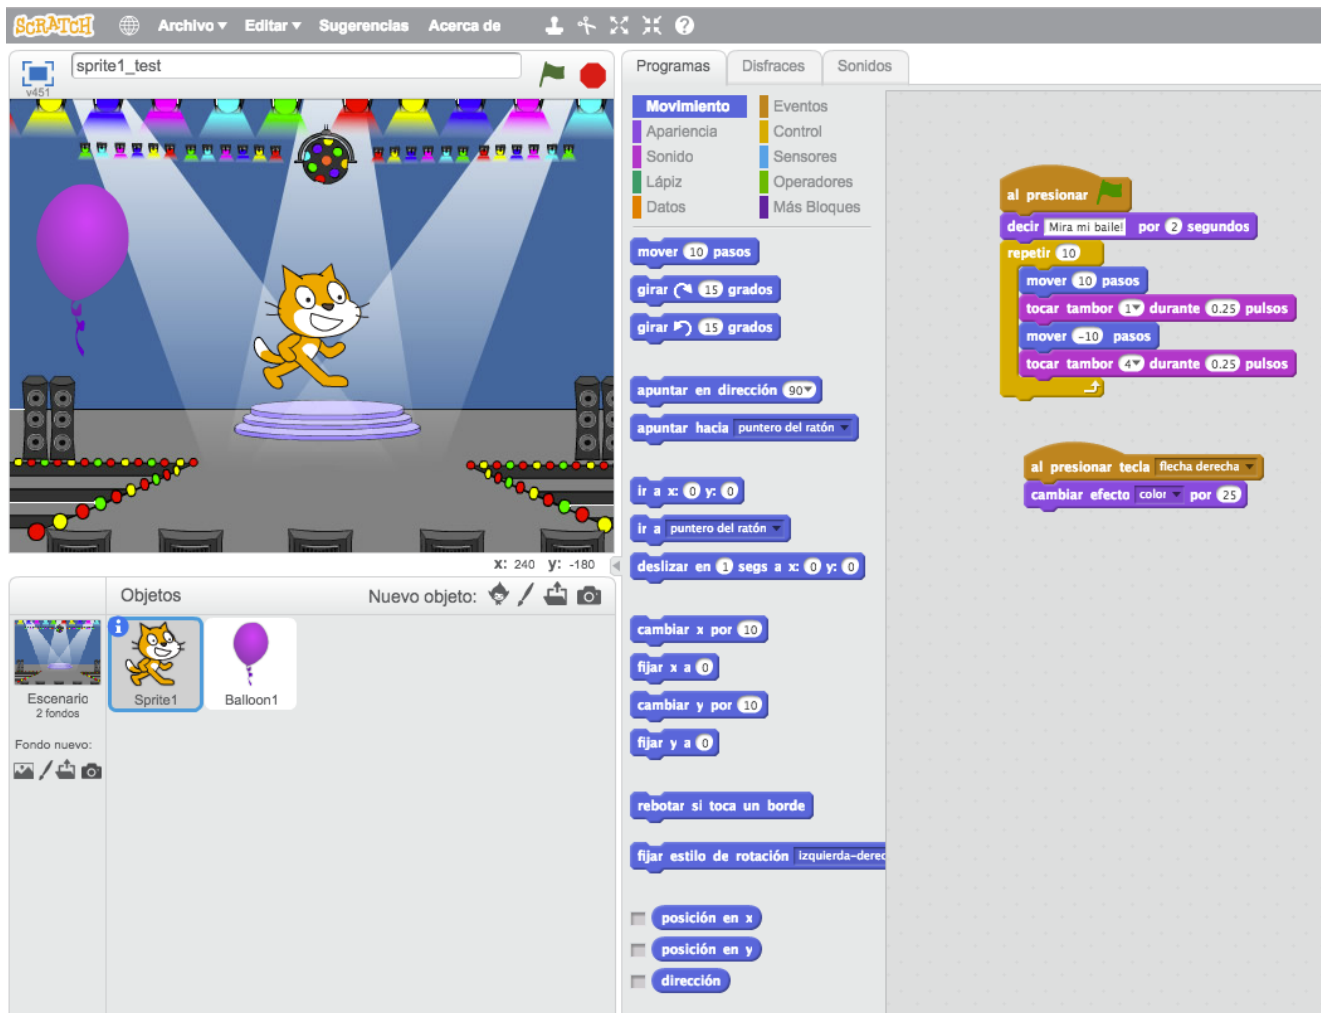 SCRATCH Archivo Editar Sugerencias Acerca de
v451
sprite1_test
x: 240 y: -180
Objetos
Nuevo objeto:
Escenario
2 fondos
Fondo nuevo:
Sprite1
Balloon1
Programas
Disfraces
Sonidos
Movimiento
Apariencia
Sonido
Lápiz
Datos
Eventos
Control
Sensores
Operadores
Más Bloques
mover 10 pasos
girar 15 grados
girar 15 grados
apuntar en dirección 90
apuntar hacia puntero del ratón
ir a x: 0 y: 0
ir a puntero del ratón
deslizar en 1 segs a x: 0 y: 0
cambiar x por 10
fijar x a 0
cambiar y por 10
fijar y a 0
rebotar si toca un borde
fijar estilo de rotación izquierda-derec
posición en x
posición en y
dirección
al presionar
decir Mira mi baile! por 2 segundos
repetir 10
mover 10 pasos
tocar tambor 1 durante 0.25 pulsos
mover -10 pasos
tocar tambor 4 durante 0.25 pulsos
al presionar tecla flecha derecha
cambiar efecto color por 25